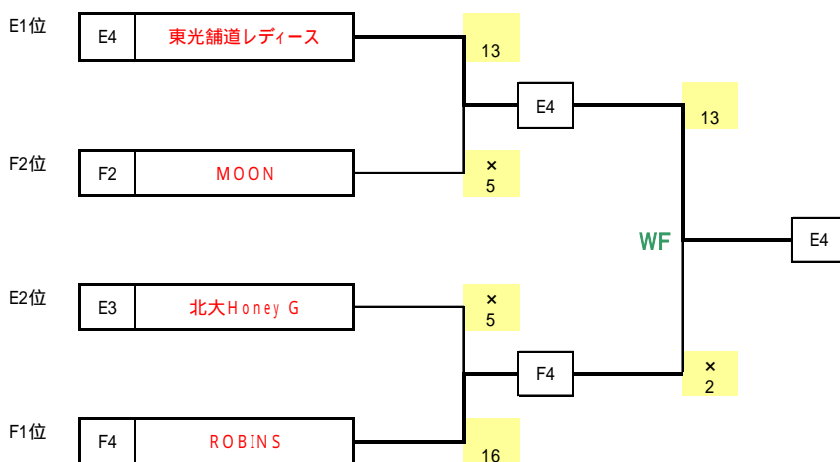 E1位
E4 東光舗道レディース
13
E4
13
F2位
F2 MOON
×
5
WF
E4
E2位
E3 北大Honey G
×
5
F4
×
2
F1位
F4 ROBINS
16